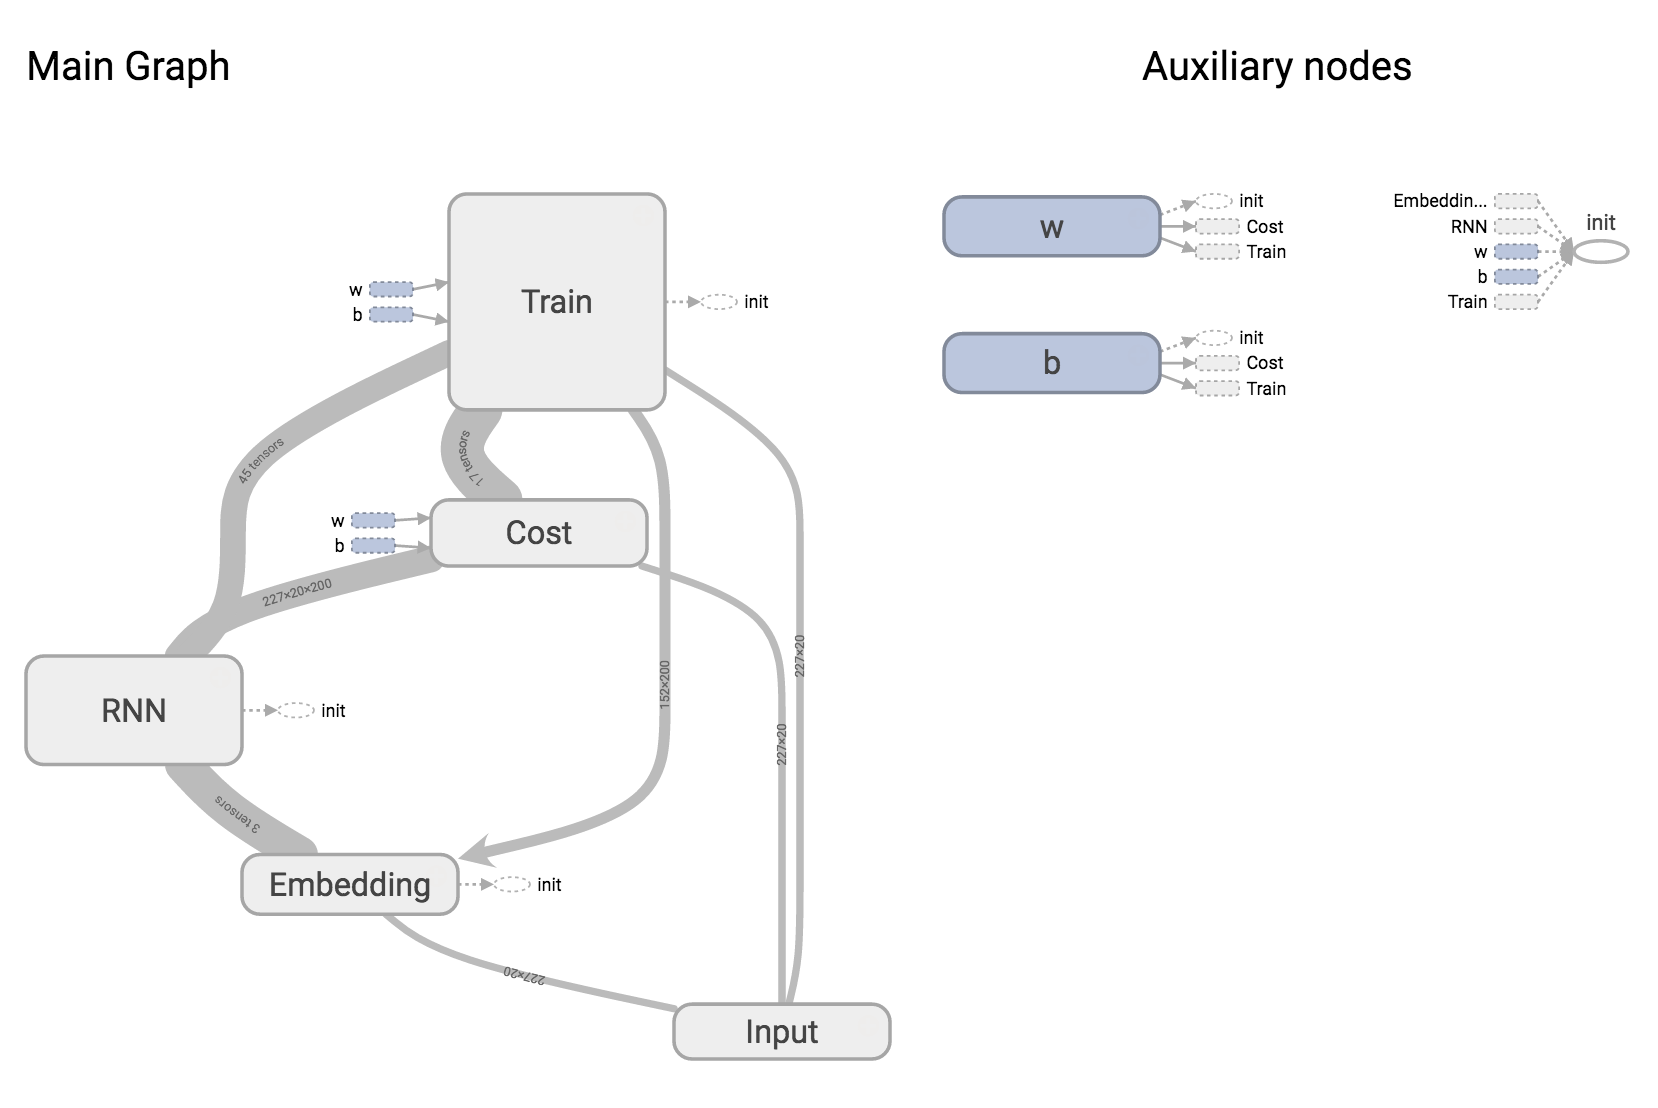 Main Graph
Auxiliary nodes
Train
w
b
init
45 tensors
17 tensors
Cost
w
b
227×20×200
152×200
227×20
227×20
RNN
init
3 tensors
Embedding
init
227×20
Input
w
init
Cost
Train
b
init
Cost
Train
Embeddin...
RNN
w
b
Train
init